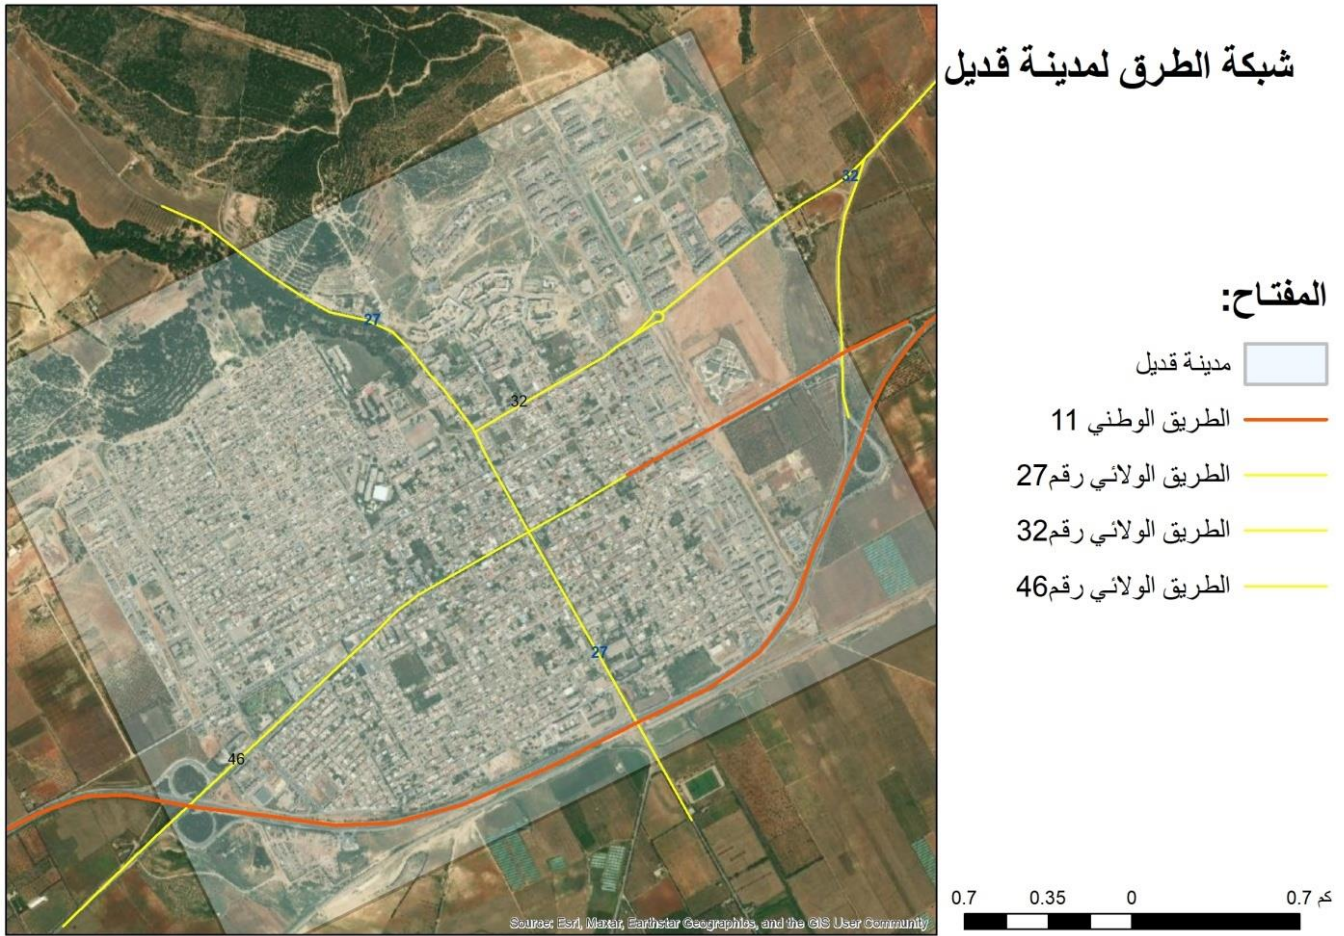 شبكة الطرق لمدينة قديل
32
27
32
27
46
المفتاح:
مدينة قديل
الطريق الوطني 11
الطريق الولائي رقم27
الطريق الولائي رقم32
الطريق الولائي رقم46
0.7 0.35 0 0.7 كم
Source: Esri, Maxar, Earthstar Geographics, and the GIS User Community